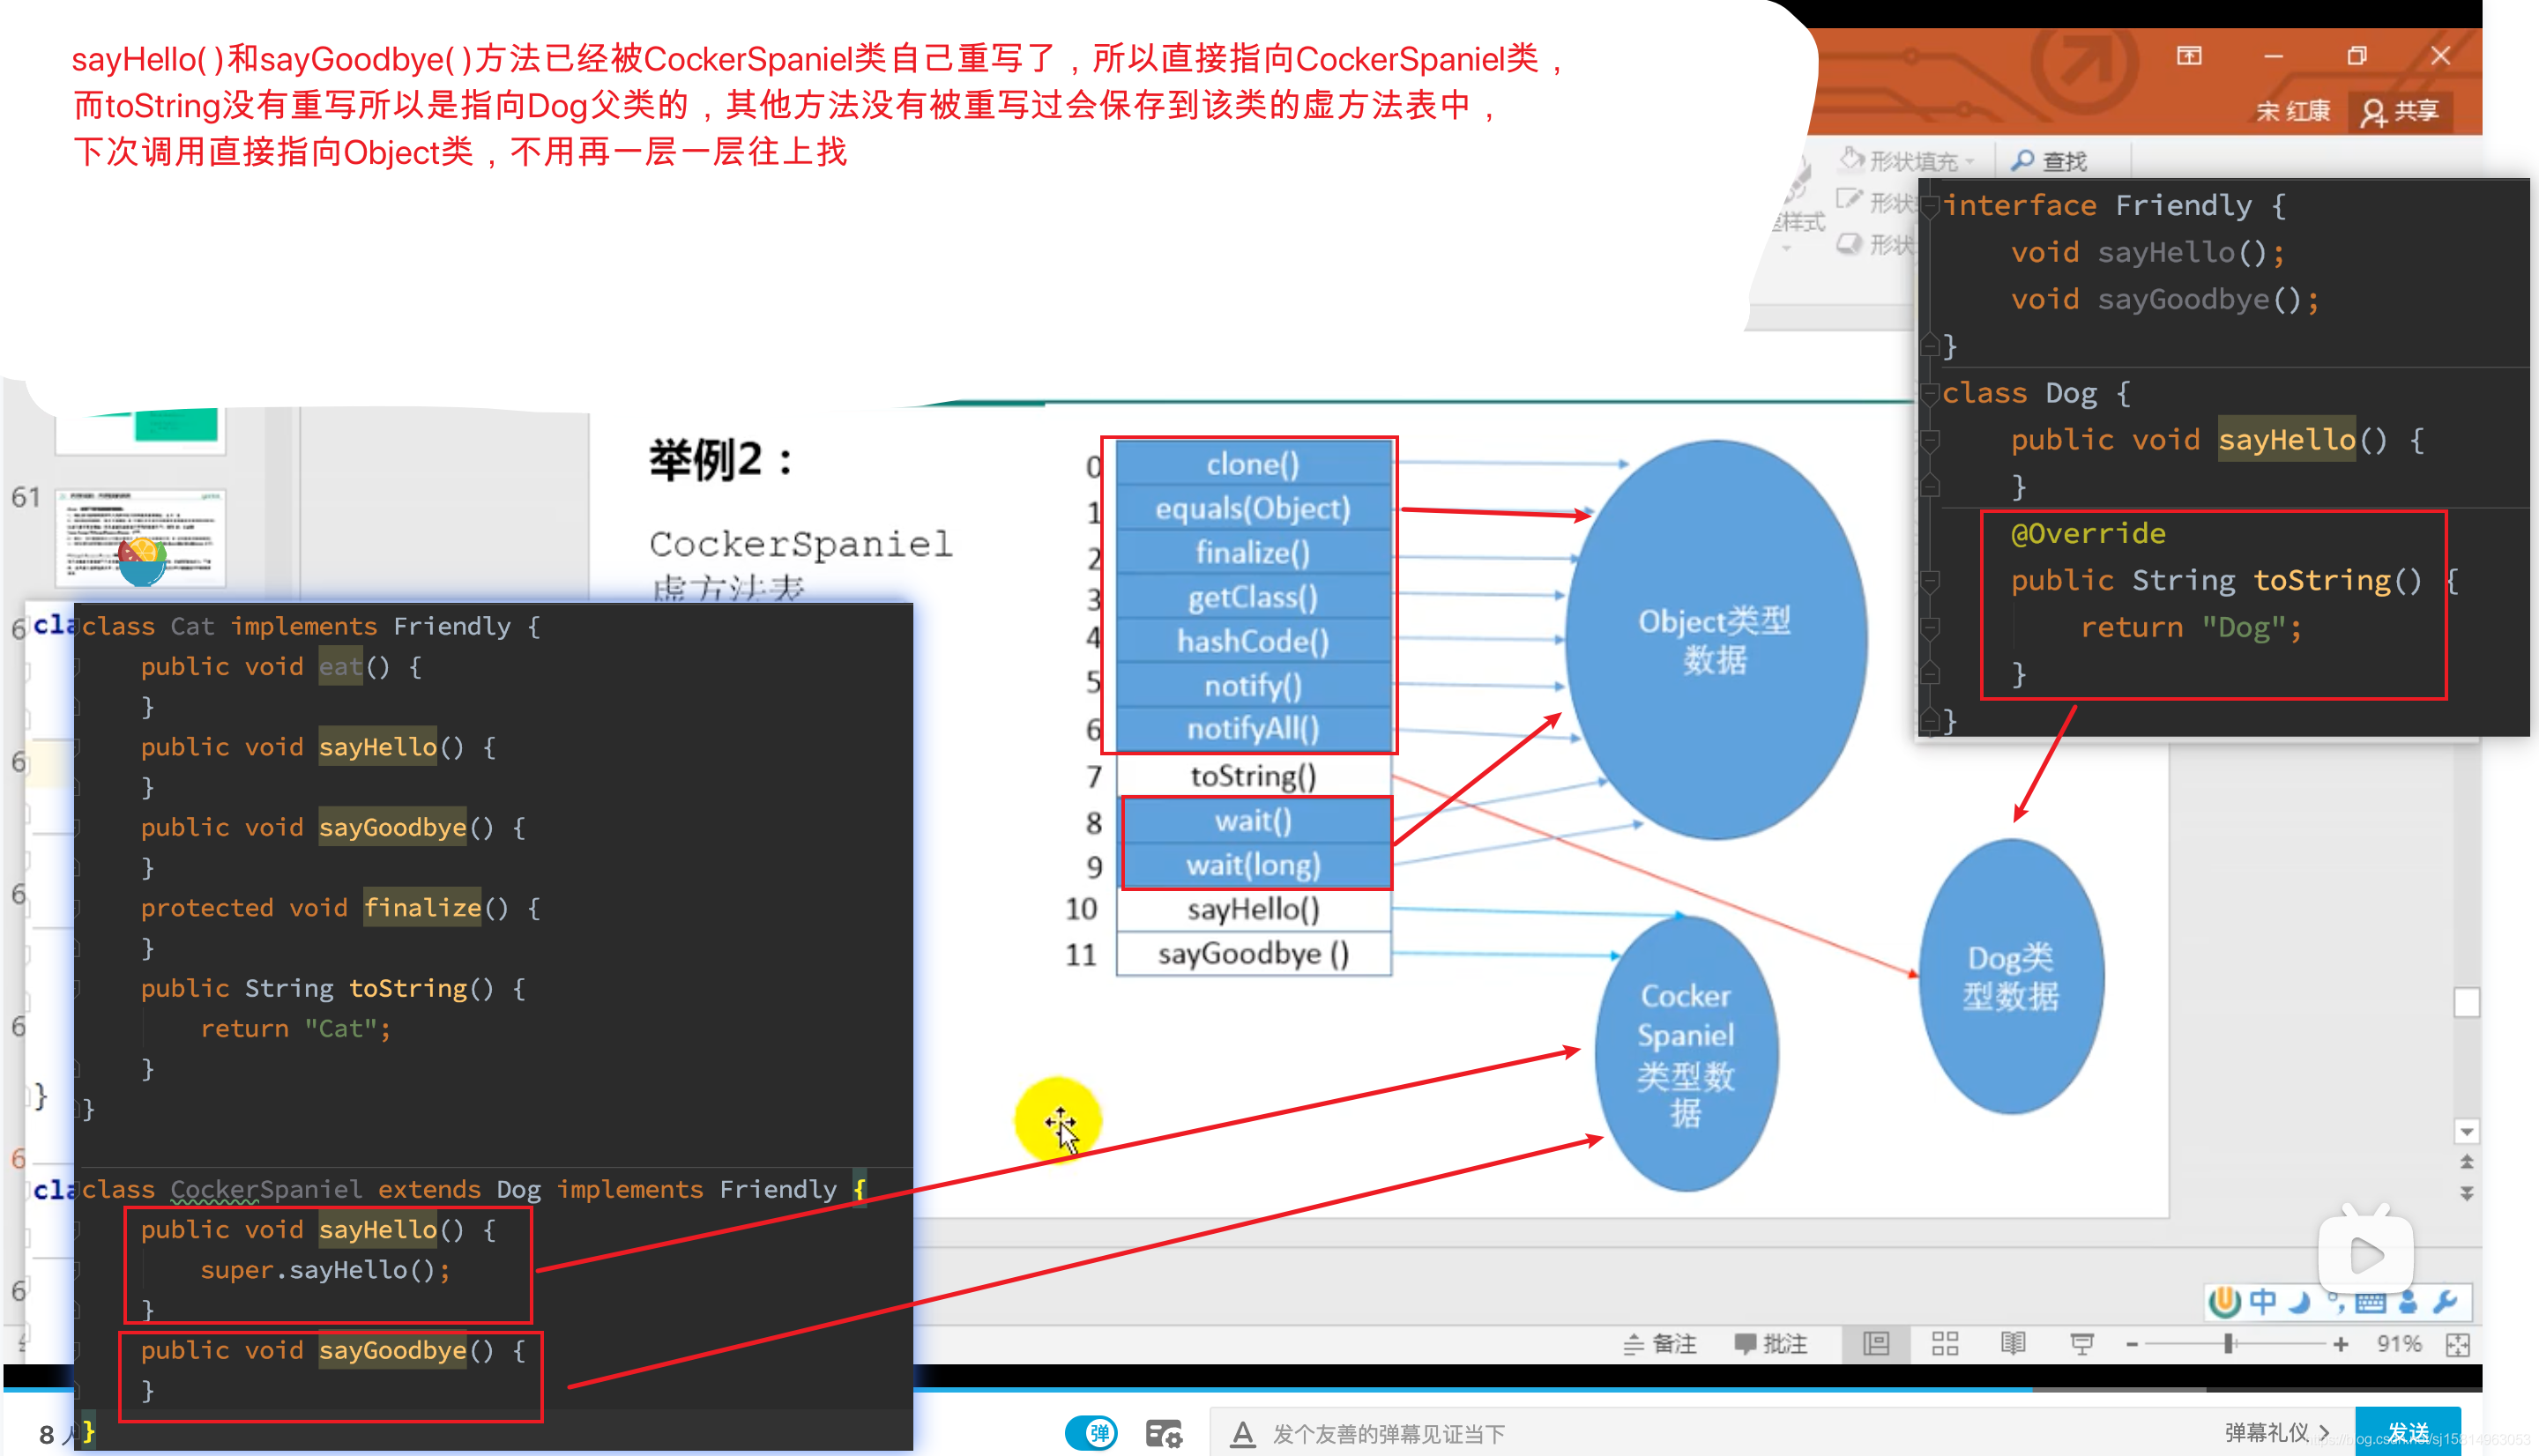 sayHello( )和sayGoodbye( )方法已经被CockerSpaniel类自己重写了，所以直接指向CockerSpaniel类，
而toString没有重写所以是指向Dog父类的，其他方法没有被重写过会保存到该类的虚方法表中，
下次调用直接指向Object类，不用再一层一层往上找
宋 红康
共享
形状填充
查找
形状
样式
形状
interface Friendly {
void sayHello();
void sayGoodbye();
}
class Dog {
public void sayHello() {
}
@Override
public String toString() {
return "Dog";
}
}
61
举例2：
CockerSpaniel
虚方法表
0 clone()
1 equals(Object)
2 finalize()
3 getClass()
4 hashCode()
5 notify()
6 notifyAll()
7 toString()
8 wait()
9 wait(long)
10 sayHello()
11 sayGoodbye ()
Object类型
数据
Dog类
型数据
Cocker
Spaniel
类型数
据
6
6
6
6
6
6
cla
}
cla
class Cat implements Friendly {
public void eat() {
}
public void sayHello() {
}
public void sayGoodbye() {
}
protected void finalize() {
}
public String toString() {
return "Cat";
}
}
class CockerSpaniel extends Dog implements Friendly {
public void sayHello() {
super.sayHello();
}
public void sayGoodbye() {
}
}
中
备注
批注
91%
8 人
弹
发个友善的弹幕见证当下
弹幕礼仪
发送
https://blog.csdn.net/sj15814963053